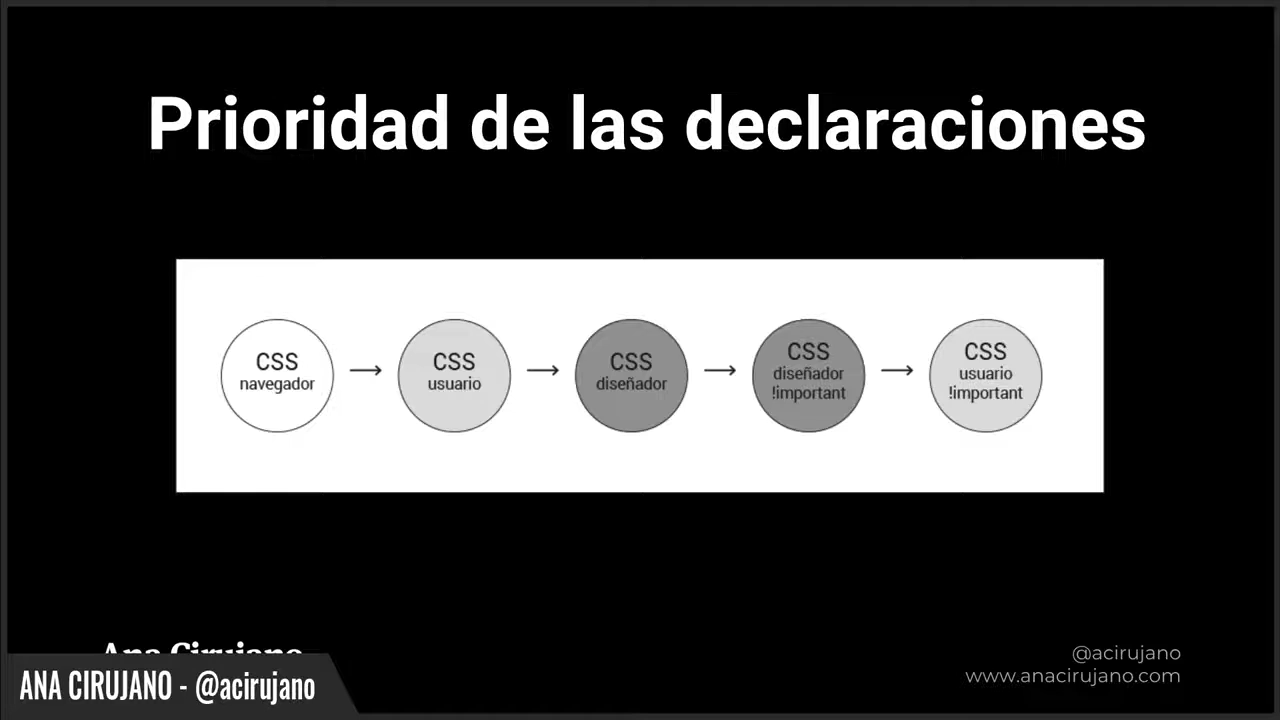 Prioridad de las declaraciones
CSS
navegador
CSS
usuario
CSS
diseñador
CSS
diseñador
!important
CSS
usuario
!important
Ana Cirujano
@acirujano
www.anacirujano.com
ANA CIRUJANO - @acirujano